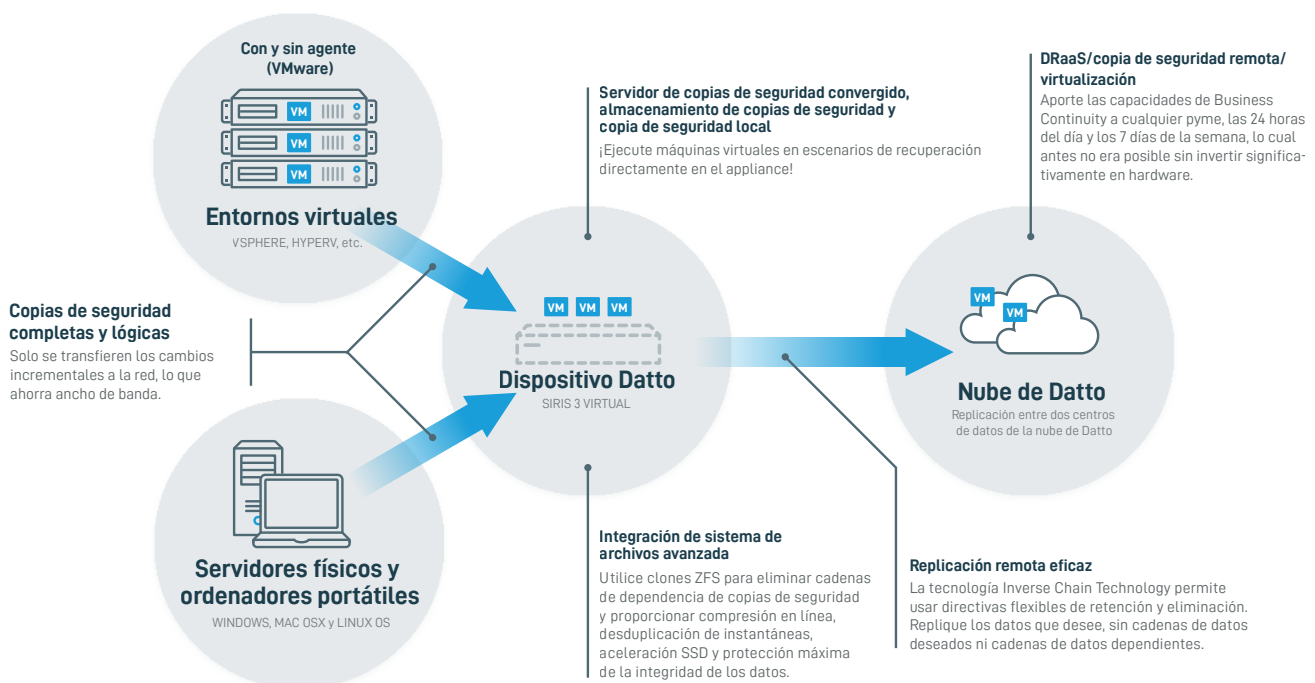 Con y sin agente
(VMware)
VM
VM
VM
Entornos virtuales
VSPHERE, HYPERV, etc.
Copias de seguridad
completas y lógicas
Solo se transfieren los cambios
incrementales a la red, lo que
ahorra ancho de banda.
Servidores físicos y
ordenadores portátiles
WINDOWS, MAC OSX y LINUX OS
Servidor de copias de seguridad convergido,
almacenamiento de copias de seguridad y
copia de seguridad local
¡Ejecute máquinas virtuales en escenarios de recuperación
directamente en el appliance!
VM VM VM
Dispositivo Datto
SIRIS 3 VIRTUAL
Integración de sistema de
archivos avanzada
Utilice clones ZFS para eliminar cadenas
de dependencia de copias de seguridad
y proporcionar compresión en línea,
desduplicación de instantáneas,
aceleración SSD y protección máxima
de la integridad de los datos.
DRaaS/copia de seguridad remota/
virtualización
Aporte las capacidades de Business
Continuity a cualquier pyme, las 24 horas
del día y los 7 días de la semana, lo cual
antes no era posible sin invertir significa-
tivamente en hardware.
VM
VM
Nube de Datto
Replicación entre dos centros
de datos de la nube de Datto
Replicación remota eficaz
La tecnología Inverse Chain Technology permite
usar directivas flexibles de retención y eliminación.
Replique los datos que desee, sin cadenas de datos
deseados ni cadenas de datos dependientes.